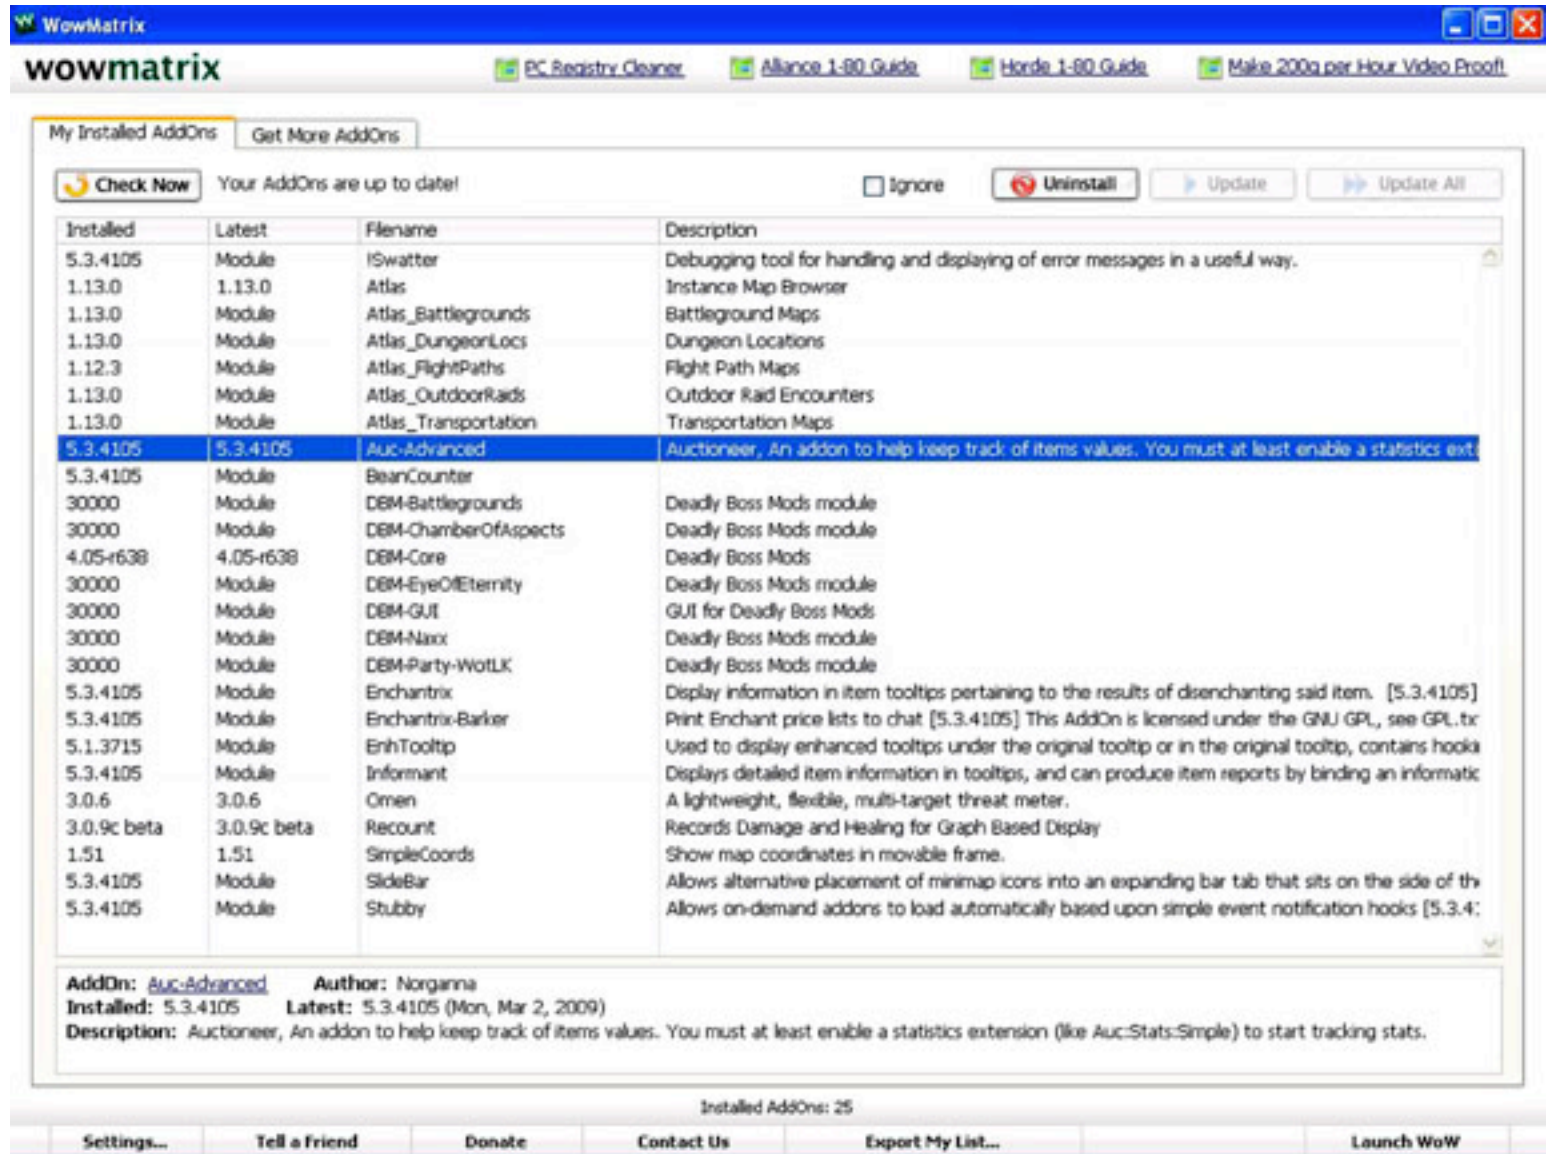 WowMatrix
wowmatrix PC Registry Cleaner Alliance 1-80 Guide Horde 1-80 Guide Make 200g per Hour Video Proof!
My Installed AddOns Get More AddOns
Check Now Your AddOns are up to date! Ignore Uninstall Update Update All
Installed Latest Filename Description
5.3.4105 Module !Swatter Debugging tool for handling and displaying of error messages in a useful way.
1.13.0 1.13.0 Atlas Instance Map Browser
1.13.0 Module Atlas_Battlegrounds Battleground Maps
1.13.0 Module Atlas_DungeonLocs Dungeon Locations
1.12.3 Module Atlas_FlightPaths Flight Path Maps
1.13.0 Module Atlas_OutdoorRaids Outdoor Raid Encounters
1.13.0 Module Atlas_Transportation Transportation Maps
5.3.4105 5.3.4105 Auc-Advanced Auctioneer, An addon to help keep track of items values. You must at least enable a statistics exte
5.3.4105 Module BeanCounter
30000 Module DBM-Battlegrounds Deadly Boss Mods module
30000 Module DBM-ChamberOfAspects Deadly Boss Mods module
4.05-r638 4.05-r638 DBM-Core Deadly Boss Mods
30000 Module DBM-EyeOfEternity Deadly Boss Mods module
30000 Module DBM-GUI GUI for Deadly Boss Mods
30000 Module DBM-Naxx Deadly Boss Mods module
30000 Module DBM-Party-WotLK Deadly Boss Mods module
5.3.4105 Module Enchantrix Display information in item tooltips pertaining to the results of disenchanting said item. [5.3.4105]
5.3.4105 Module Enchantrix-Barker Print Enchant price lists to chat [5.3.4105] This AddOn is licensed under the GNU GPL, see GPL.tx
5.1.3715 Module EnhTooltip Used to display enhanced tooltips under the original tooltip or in the original tooltip, contains hooki
5.3.4105 Module Informant Displays detailed item information in tooltips, and can produce item reports by binding an informatic
3.0.6 3.0.6 Omen A lightweight, flexible, multi-target threat meter.
3.0.9c beta 3.0.9c beta Recount Records Damage and Healing for Graph Based Display
1.51 1.51 SimpleCoords Show map coordinates in movable frame.
5.3.4105 Module SlideBar Allows alternative placement of minimap icons into an expanding bar tab that sits on the side of the
5.3.4105 Module Stubby Allows on-demand addons to load automatically based upon simple event notification hooks [5.3.4:
AddOn: Auc-Advanced Author: Norganna
Installed: 5.3.4105 Latest: 5.3.4105 (Mon, Mar 2, 2009)
Description: Auctioneer, An addon to help keep track of items values. You must at least enable a statistics extension (like Auc:Stats:Simple) to start tracking stats.
Installed AddOns: 25
Settings... Tell a Friend Donate Contact Us Export My List... Launch WoW